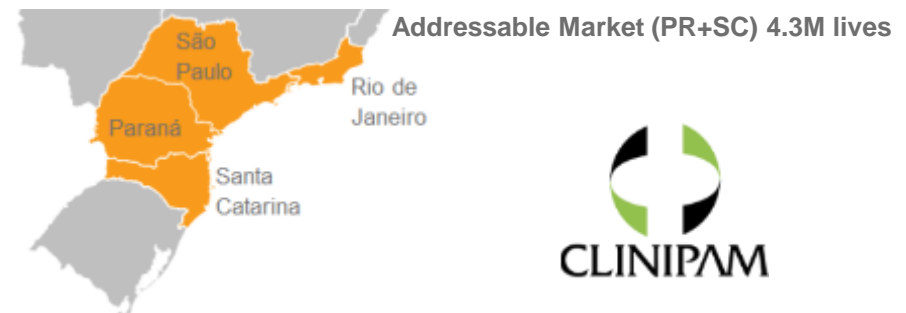 Addressable Market (PR+SC) 4.3M lives
São
Paulo
Rio de
Janeiro
Paraná
Santa
Catarina
CLINIPAM